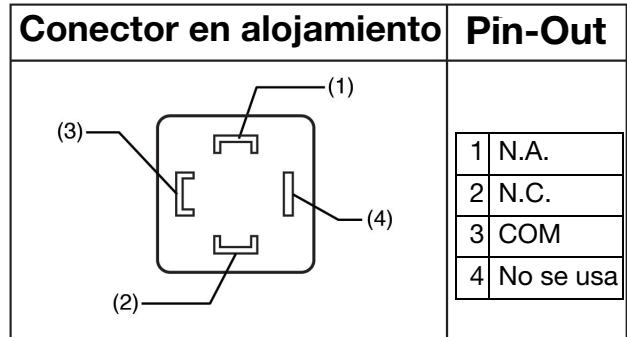 Conector en alojamiento Pin-Out
(1)
(3)
(4)
(2)
1 N.A.
2 N.C.
3 COM
4 No se usa